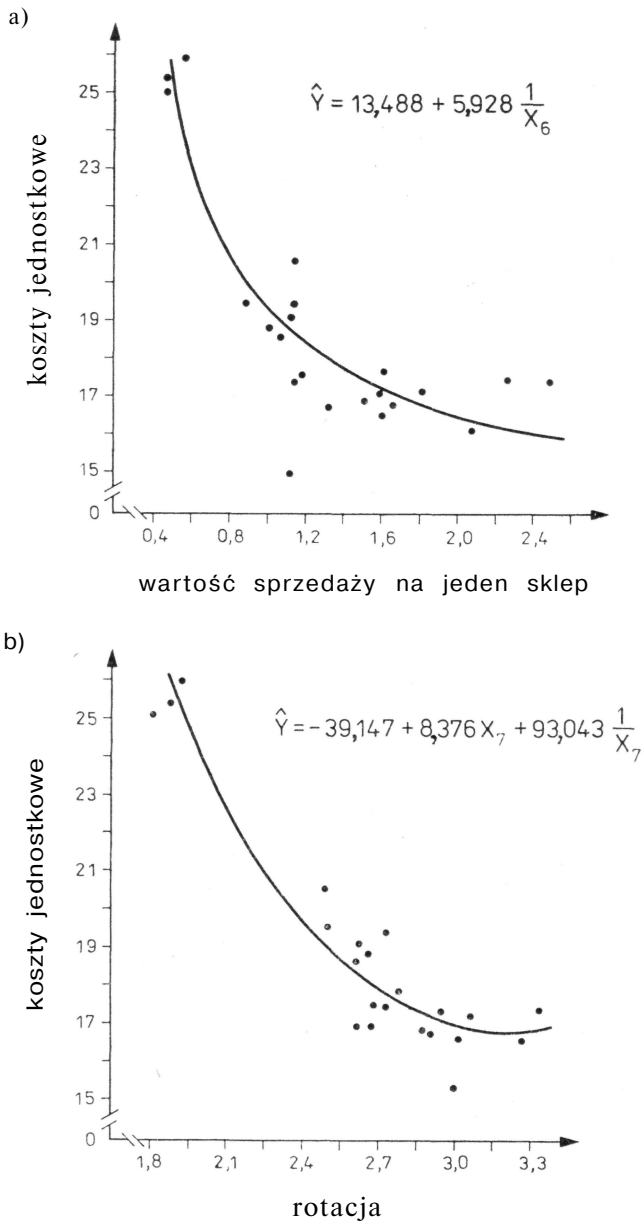 a)
Ŷ = 13,488 + 5,928 1/X₆
koszty jednostkowe
25
23
21
19
17
15
0
0,4 0,8 1,2 1,6 2,0 2,4
wartość sprzedaży na jeden sklep
b)
Ŷ = - 39,147 + 8,376 X₇ + 93,043 1/X₇
koszty jednostkowe
25
23
21
19
17
15
0
1,8 2,1 2,4 2,7 3,0 3,3
rotacja